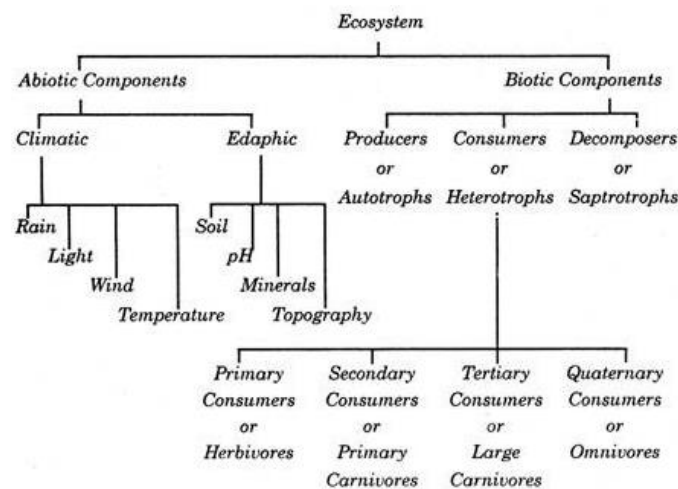 Ecosystem
Abiotic Components
Biotic Components
Climatic
Edaphic
Producers
or
Autotrophs
Consumers
or
Heterotrophs
Decomposers
or
Saptrotrophs
Rain
Light
Wind
Temperature
Soil
pH
Minerals
Topography
Primary
Consumers
or
Herbivores
Secondary
Consumers
or
Primary
Carnivores
Tertiary
Consumers
or
Large
Carnivores
Quaternary
Consumers
or
Omnivores